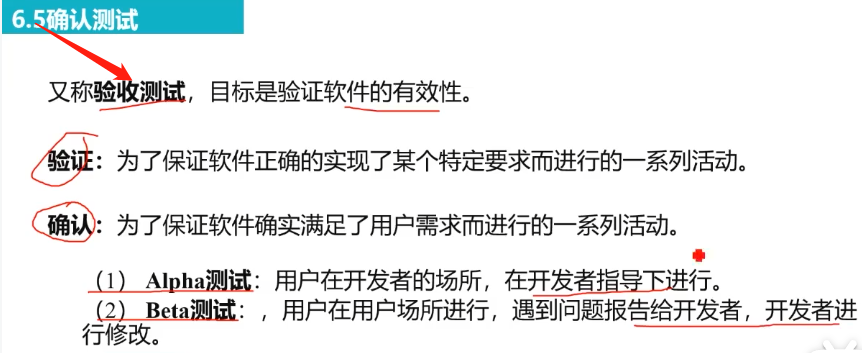 6.5确认测试
又称验收测试，目标是验证软件的有效性。
验证：为了保证软件正确的实现了某个特定要求而进行的一系列活动。
确认：为了保证软件确实满足了用户需求而进行的一系列活动。
（1） Alpha测试：用户在开发者的场所，在开发者指导下进行。
（2） Beta测试：，用户在用户场所进行，遇到问题报告给开发者，开发者进
行修改。